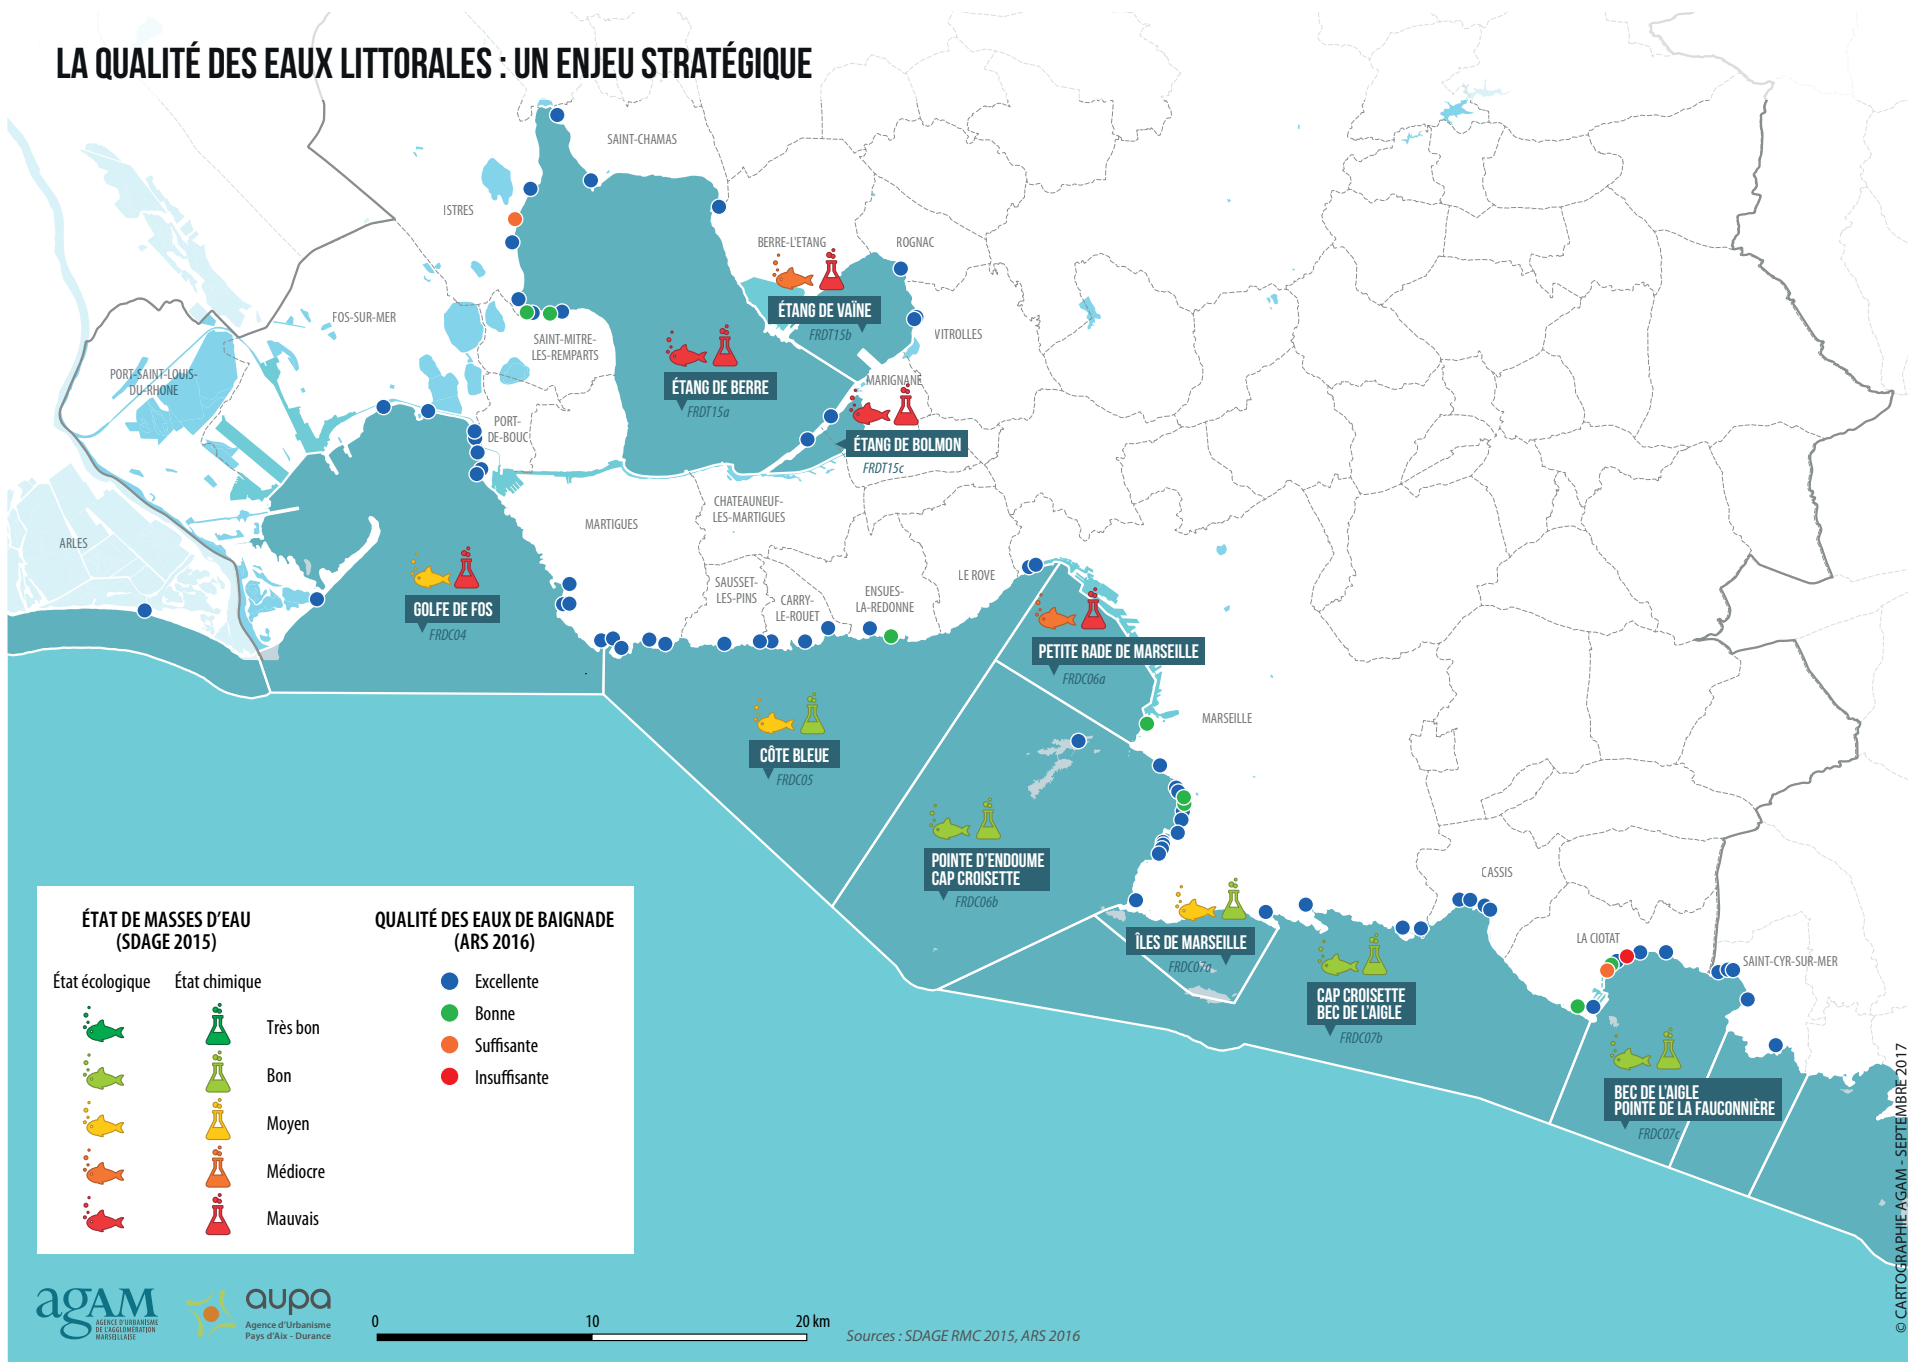 LA QUALITÉ DES EAUX LITTORALES : UN ENJEU STRATÉGIQUE
SAINT-CHAMAS
ISTRES
BERRE-L'ETANG
ROGNAC
ÉTANG DE VAÏNE
FRDT15b
VITROLLES
FOS-SUR-MER
SAINT-MITRE-
LES-REMPARTS
PORT-SAINT-LOUIS-
DU-RHONE
ÉTANG DE BERRE
FRDT15a
MARIGNANE
ÉTANG DE BOLMON
FRDT15c
PORT-
DE-BOUC
CHATEAUNEUF-
LES-MARTIGUES
MARTIGUES
ARLES
SAUSSET-
LES-PINS
CARRY-
LE-ROUET
ENSUES-
LA-REDONNE
LE ROVE
GOLFE DE FOS
FRDC04
PETITE RADE DE MARSEILLE
FRDC06a
MARSEILLE
CÔTE BLEUE
FRDC05
POINTE D'ENDOUME
CAP CROISETTE
FRDC06b
CASSIS
ÎLES DE MARSEILLE
FRDC07a
LA CIOTAT
SAINT-CYR-SUR-MER
CAP CROISETTE
BEC DE L'AIGLE
FRDC07b
BEC DE L'AIGLE
POINTE DE LA FAUCONNIÈRE
FRDC07c
ÉTAT DE MASSES D'EAU
(SDAGE 2015)
État écologique
État chimique
Très bon
Bon
Moyen
Médiocre
Mauvais
QUALITÉ DES EAUX DE BAIGNADE
(ARS 2016)
Excellente
Bonne
Suffisante
Insuffisante
agAM
AGENCE D'URBANISME
DE L'AGGLOMÉRATION
MARSEILLAISE
aupa
Agence d'Urbanisme
Pays d'Aix - Durance
0 10 20 km
Sources : SDAGE RMC 2015, ARS 2016
© CARTOGRAPHIE AGAM - SEPTEMBRE 2017